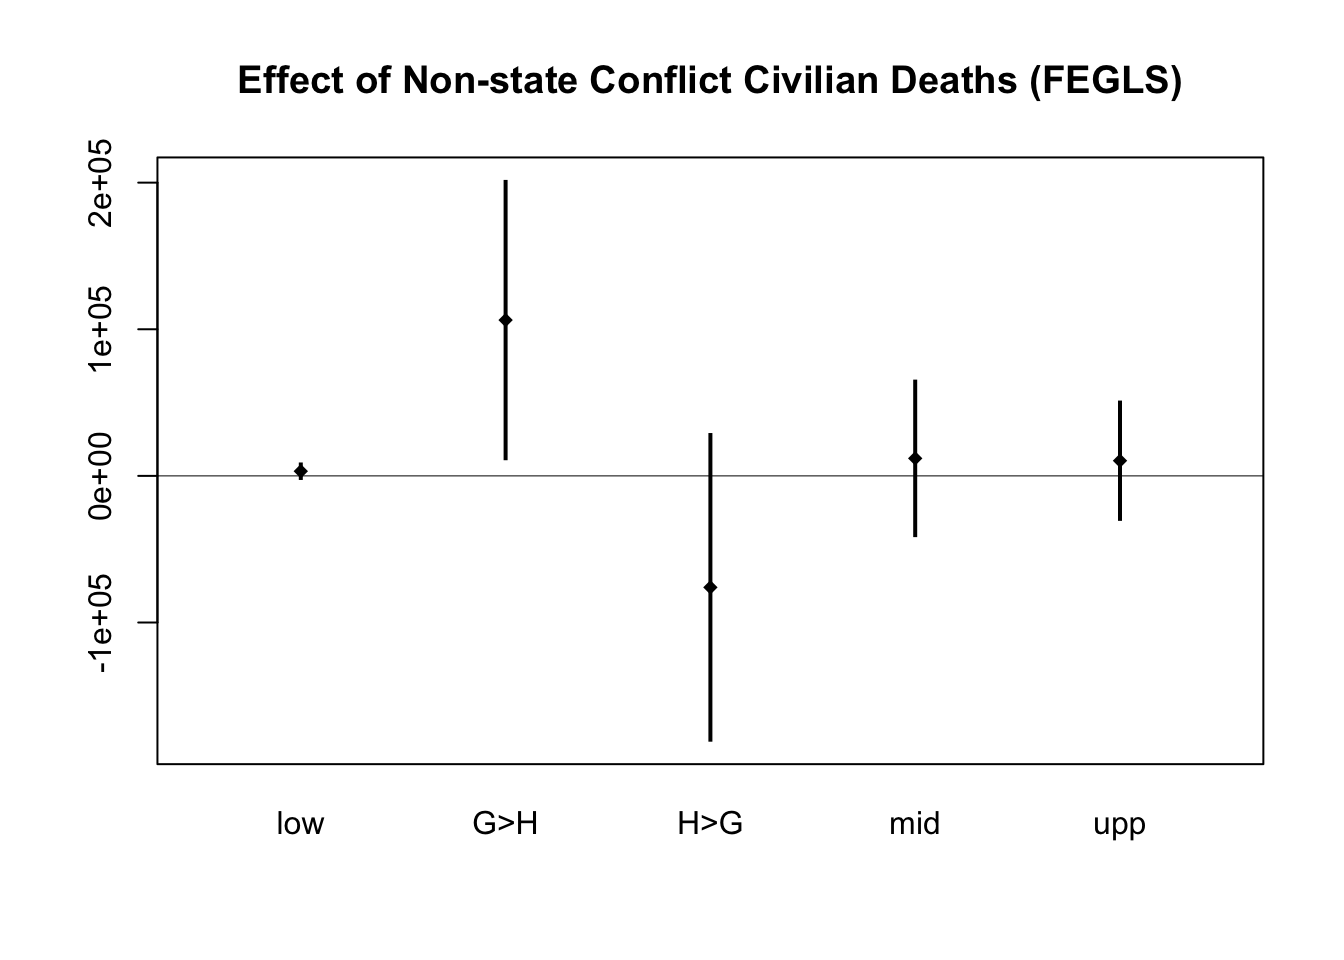 Effect of Non-state Conflict Civilian Deaths (FEGLS)
2e+05
1e+05
0e+00
-1e+05
low G>H H>G mid upp